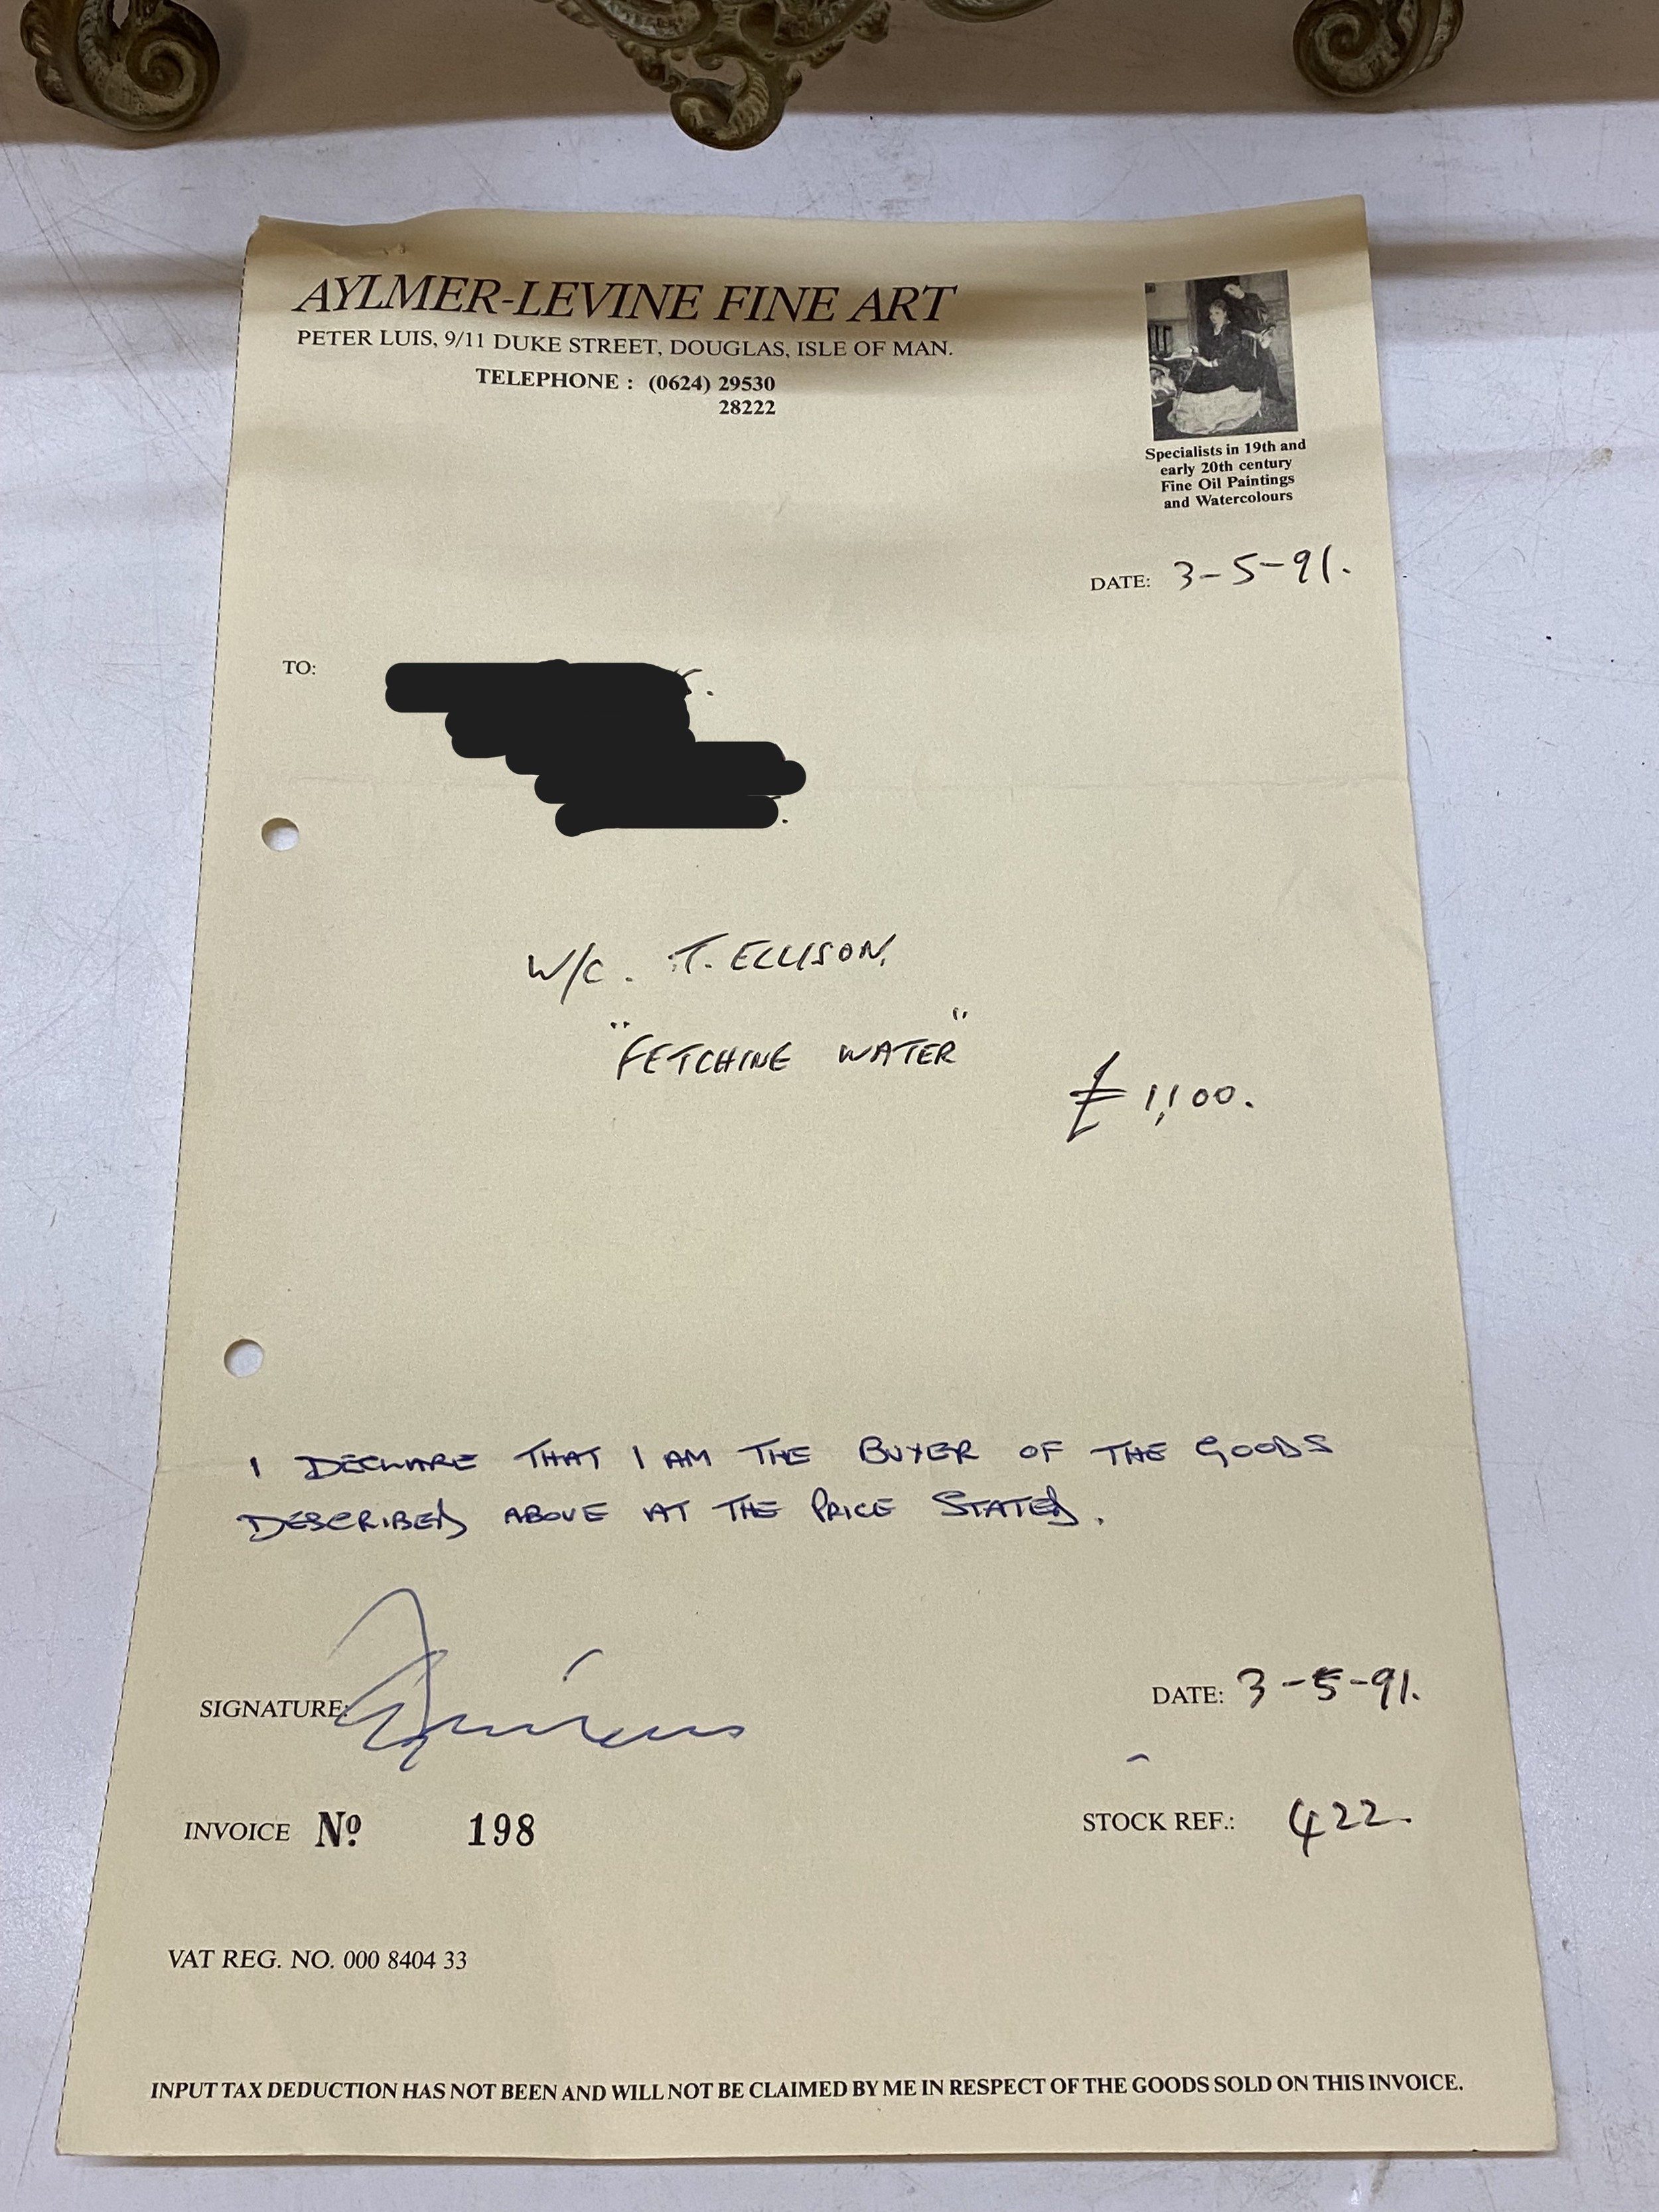 AYLMER-LEVINE FINE ART
PETER LUIS, 9/11 DUKE STREET, DOUGLAS, ISLE OF MAN.
TELEPHONE : (0624) 29530
28222
Specialists in 19th and
early 20th century
Fine Oil Paintings
and Watercolours
DATE: 3-5-91.
TO:
W/C. T. ELLISON,
"FETCHING WATER"
£1,100.
I DECLARE THAT I AM THE BUYER OF THE GOODS
DESCRIBED ABOVE AT THE PRICE STATED.
SIGNATURE:
DATE: 3-5-91.
INVOICE Nº 198
STOCK REF.: 422.
VAT REG. NO. 000 8404 33
INPUT TAX DEDUCTION HAS NOT BEEN AND WILL NOT BE CLAIMED BY ME IN RESPECT OF THE GOODS SOLD ON THIS INVOICE.